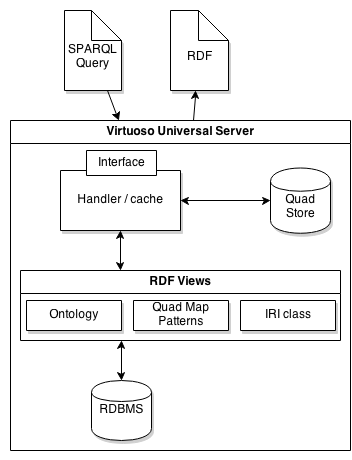 SPARQL
Query
RDF
Virtuoso Universal Server
Interface
Handler / cache
Quad
Store
RDF Views
Ontology
Quad Map
Patterns
IRI class
RDBMS